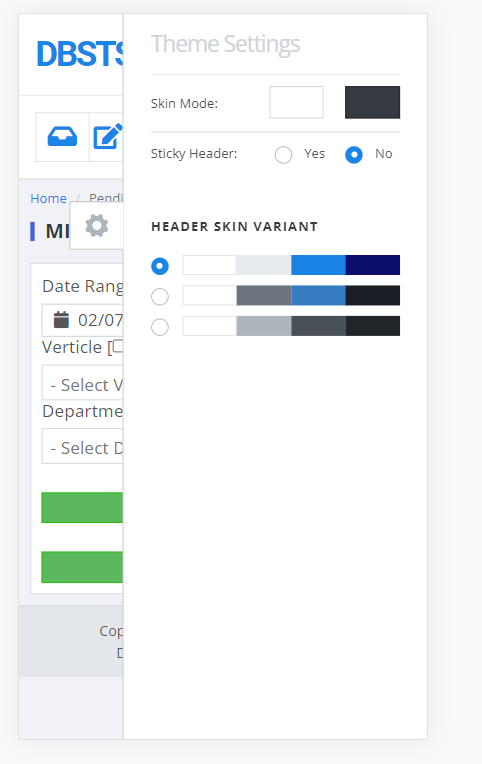 DBSTS
Theme Settings
Skin Mode:
Sticky Header: Yes No
Home / Pendi
MI
HEADER SKIN VARIANT
Date Rang
02/07
Verticle [
- Select V
Departme
- Select D
Cop
D